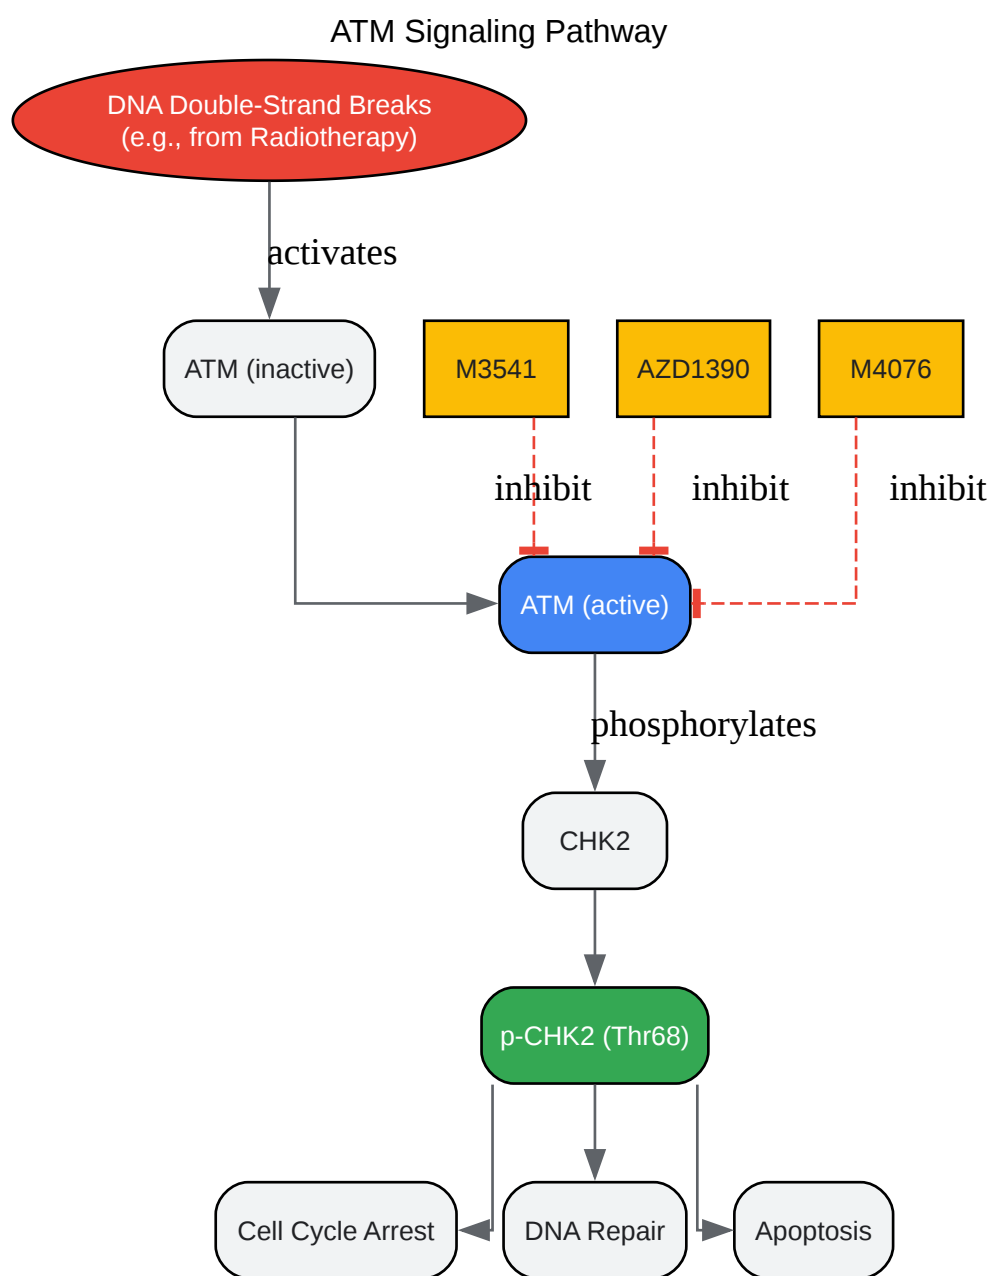 ATM Signaling Pathway
DNA Double-Strand Breaks
(e.g., from Radiotherapy)
activates
ATM (inactive)
M3541
AZD1390
M4076
inhibit
inhibit
inhibit
ATM (active)
phosphorylates
CHK2
p-CHK2 (Thr68)
Cell Cycle Arrest
DNA Repair
Apoptosis